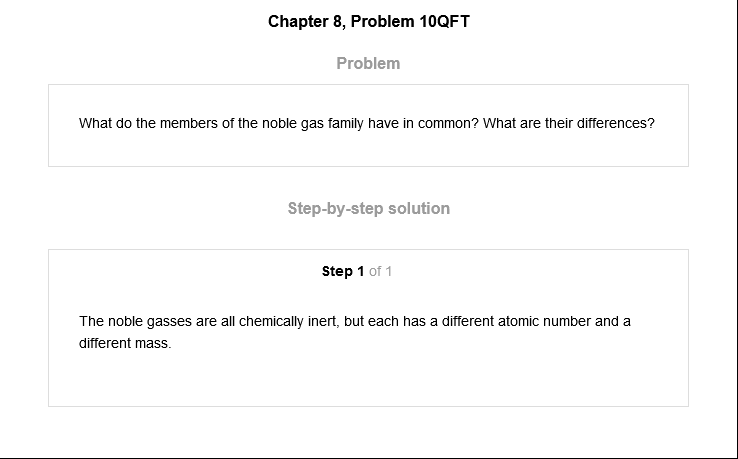 Chapter 8, Problem 10QFT
Problem
What do the members of the noble gas family have in common? What are their differences?
Step-by-step solution
Step 1 of 1
The noble gasses are all chemically inert, but each has a different atomic number and a
different mass.